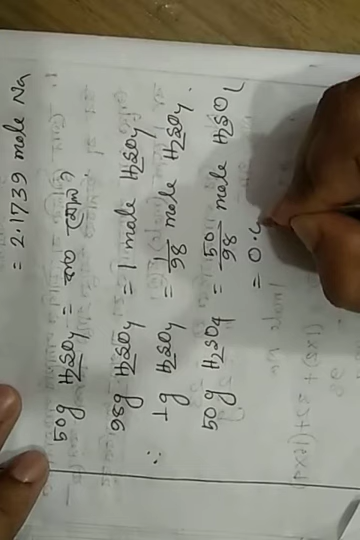 = 2.1739 mole Na
50g H2SO4 = কত মোল?
98g H2SO4 = 1 mole H2SO4
∴ 1g H2SO4 = 1/98 mole H2SO4.
50g H2SO4 = 50/98 mole H2SO4
= 0.